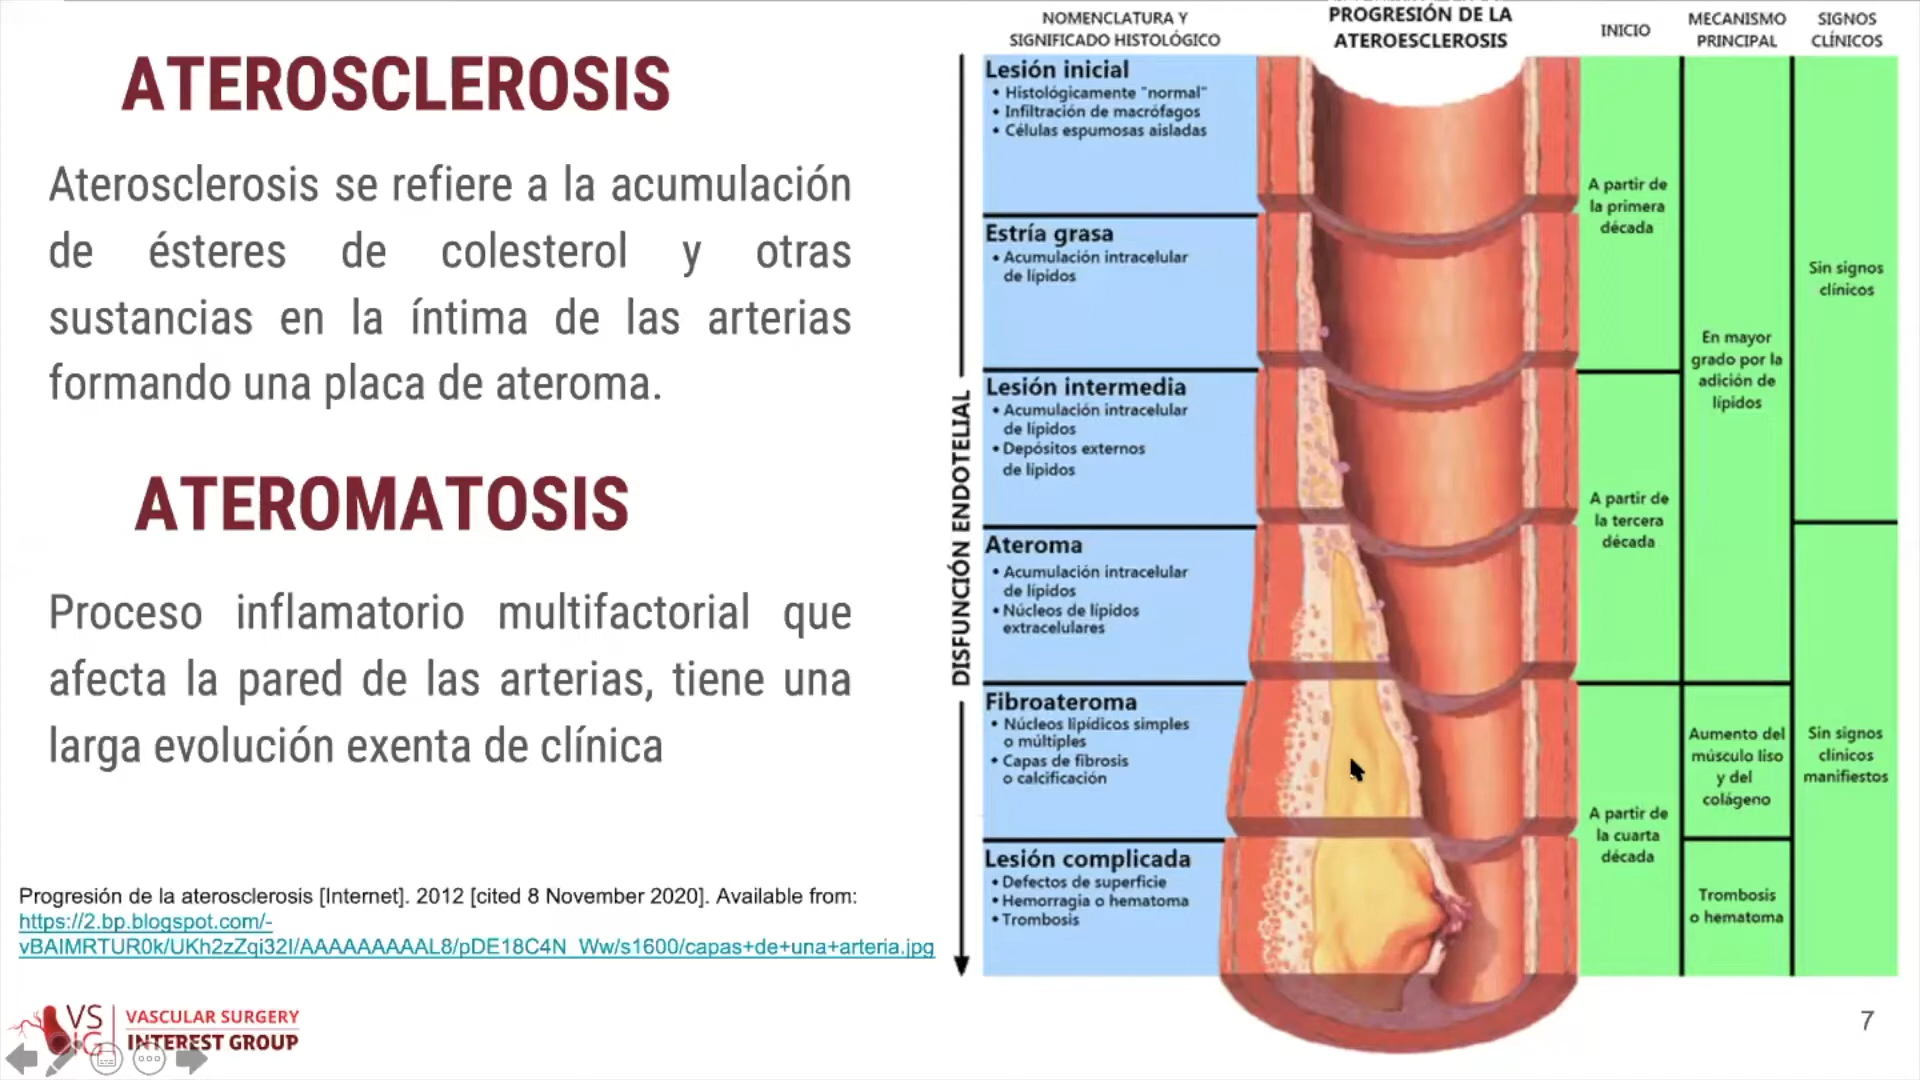 ATEROSCLEROSIS
Aterosclerosis se refiere a la acumulación
de ésteres de colesterol y otras
sustancias en la íntima de las arterias
formando una placa de ateroma.
ATEROMATOSIS
Proceso inflamatorio multifactorial que
afecta la pared de las arterias, tiene una
larga evolución exenta de clínica
Progresión de la aterosclerosis [Internet]. 2012 [cited 8 November 2020]. Available from:
https://2.bp.blogspot.com/-
vBAIMRTUR0k/UKh2zZqi32I/AAAAAAAAAL8/pDE18C4N_Ww/s1600/capas+de+una+arteria.jpg
VS
IG
VASCULAR SURGERY
INTEREST GROUP
NOMENCLATURA Y
SIGNIFICADO HISTOLÓGICO
PROGRESIÓN DE LA
ATEROESCLEROSIS
INICIO
MECANISMO
PRINCIPAL
SIGNOS
CLÍNICOS
DISFUNCIÓN ENDOTELIAL
Lesión inicial
• Histológicamente "normal"
• Infiltración de macrófagos
• Células espumosas aisladas
Estría grasa
• Acumulación intracelular
de lípidos
Lesión intermedia
• Acumulación intracelular
de lípidos
• Depósitos externos
de lípidos
Ateroma
• Acumulación intracelular
de lípidos
• Núcleos de lípidos
extracelulares
Fibroateroma
• Núcleos lipídicos simples
o múltiples
• Capas de fibrosis
o calcificación
Lesión complicada
• Defectos de superficie
• Hemorragia o hematoma
• Trombosis
A partir de
la primera
década
A partir de
la tercera
década
A partir de
la cuarta
década
En mayor
grado por la
adición de
lípidos
Aumento del
músculo liso
y del
colágeno
Trombosis
o hematoma
Sin signos
clínicos
Sin signos
clínicos
manifiestos
7